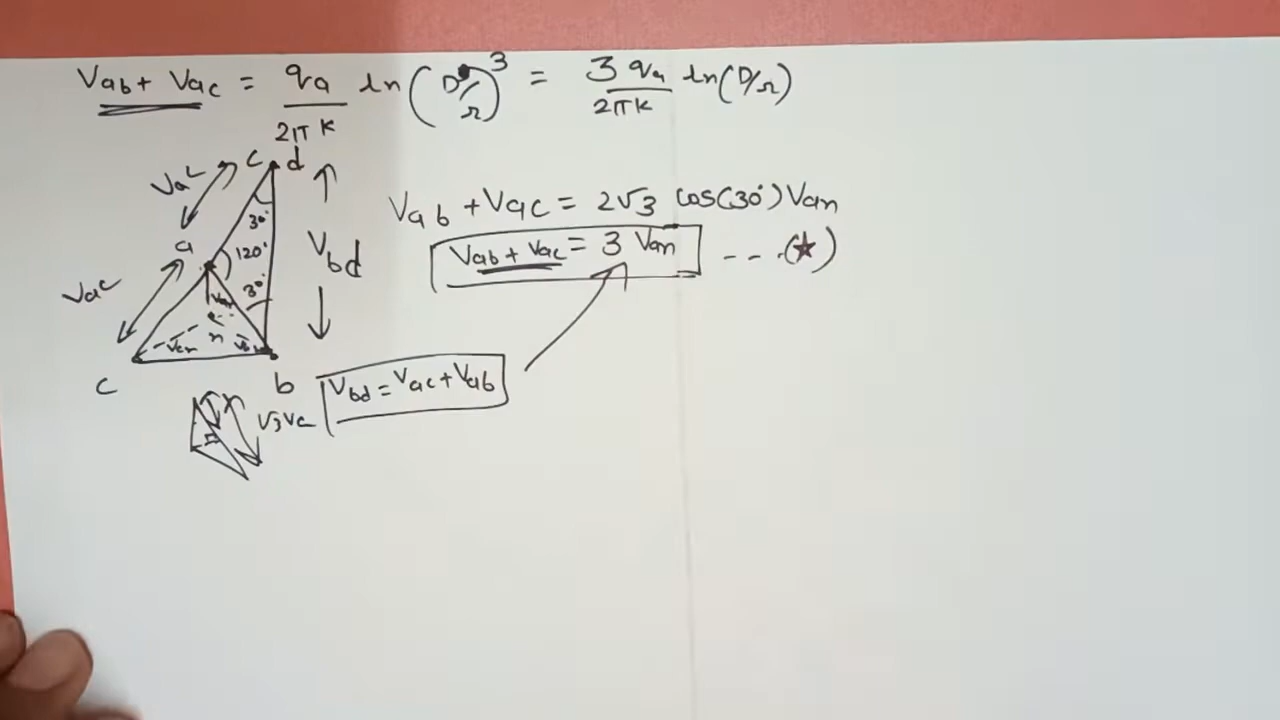 Vab + Vac = qa/2πk ln(D/r)³ = 3qa/2πk ln(D/r)
c d
Vac
30°
Vab + Vac = 2√3 cos(30°) Van
a 120° Vbd
Vab + Vac = 3 Van - - - .(★)
Vac
30°
n
Vcn
c b
Vbd = Vac + Vab